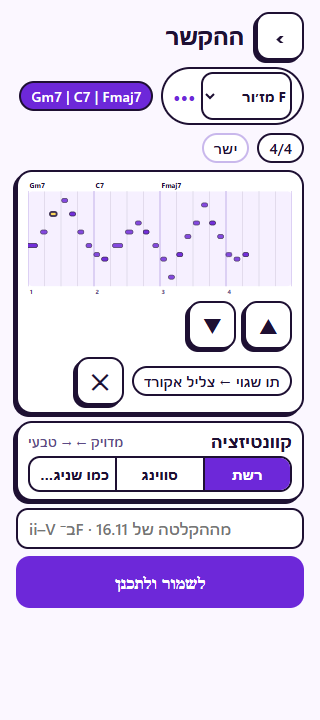 ההקשר
F מז׳ור
Gm7 | C7 | Fmaj7
4/4 ישר
Gm7 C7 Fmaj7
1 2 3 4
▲ ▼
תו שגוי ← צליל אקורד
×
קוונטיזציה
מדויק ← → טבעי
רשת סווינג כמו שניג...
מההקלטה של 16.11 · ii–V ב־F
לשמור ולתכנן